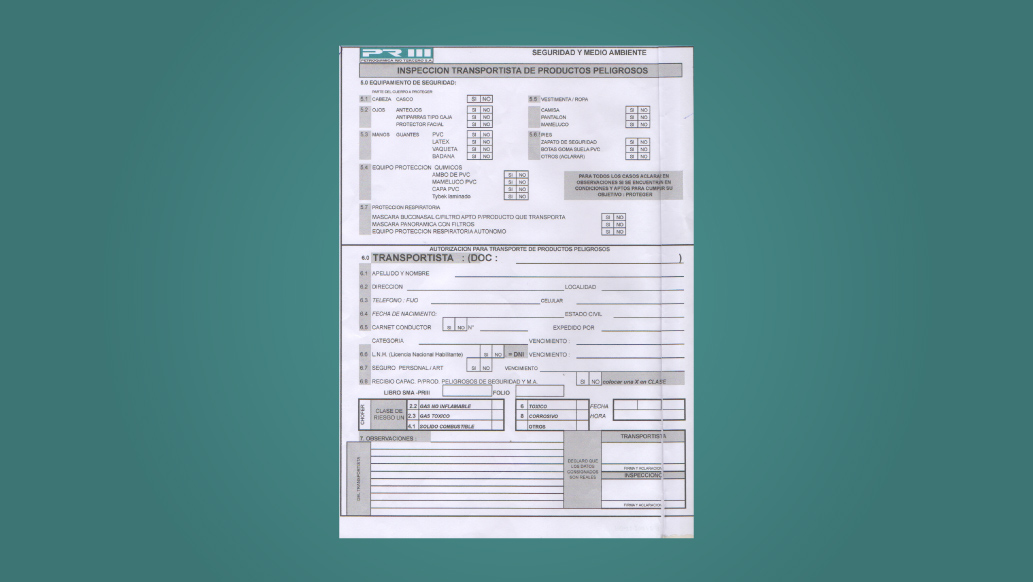 PR III
PETROQUIMICA RIO TERCERO S.A.
SEGURIDAD Y MEDIO AMBIENTE
INSPECCION TRANSPORTISTA DE PRODUCTOS PELIGROSOS
5.0 EQUIPAMIENTO DE SEGURIDAD:
PARTE DEL CUERPO A PROTEGER
5.1 CABEZA CASCO SI NO
5.2 OJOS ANTEOJOS SI NO
ANTIPARRAS TIPO CAJA SI NO
PROTECTOR FACIAL SI NO
5.3 MANOS GUANTES PVC SI NO
LATEX SI NO
VAQUETA SI NO
BADANA SI NO
5.5 VESTIMENTA / ROPA
CAMISA SI NO
PANTALON SI NO
MAMELUCO SI NO
5.6 PIES
ZAPATO DE SEGURIDAD SI NO
BOTAS GOMA SUELA PVC SI NO
OTROS (ACLARAR) SI NO
5.4 EQUIPO PROTECCION QUIMICOS
AMBO DE PVC SI NO
MAMELUCO PVC SI NO
CAPA PVC SI NO
Tybek laminado SI NO
PARA TODOS LOS CASOS ACLARAR EN
OBSERVACIONES SI SE ENCUENTRAN EN
CONDICIONES Y APTOS PARA CUMPLIR SU
OBJETIVO : PROTEGER
5.7 PROTECCION RESPIRATORIA
MASCARA BUCONASAL C/FILTRO APTO P/PRODUCTO QUE TRANSPORTA SI NO
MASCARA PANORAMICA CON FILTROS SI NO
EQUIPO PROTECCION RESPIRATORIA AUTONOMO SI NO
AUTORIZACION PARA TRANSPORTE DE PRODUCTOS PELIGROSOS
6.0 TRANSPORTISTA : (DOC : )
6.1 APELLIDO Y NOMBRE
6.2 DIRECCION LOCALIDAD
6.3 TELEFONO : FIJO CELULAR
6.4 FECHA DE NACIMIENTO: ESTADO CIVIL
6.5 CARNET CONDUCTOR SI NO N° EXPEDIDO POR
CATEGORIA VENCIMIENTO :
6.6 L.N.H. (Licencia Nacional Habilitante) SI NO = DNI VENCIMIENTO :
6.7 SEGURO PERSONAL / ART SI NO VENCIMIENTO
6.8 RECIBIO CAPAC. P/PROD. PELIGROSOS DE SEGURIDAD Y M.A. SI NO colocar una X en CLASE
LIBRO SMA -PRIII FOLIO
CHOFER
CLASE DE
RIESGO UN
2.2 GAS NO INFLAMABLE
2.3 GAS TOXICO
4.1 SOLIDO COMBUSTIBLE
6 TOXICO
8 CORROSIVO
OTROS
FECHA
HORA
7. OBSERVACIONES :
DEL TRANSPORTISTA
DECLARO QUE
LOS DATOS
CONSIGNADOS
SON REALES
TRANSPORTISTA
FIRMA Y ACLARACION
INSPECCIONO
FIRMA Y ACLARACION